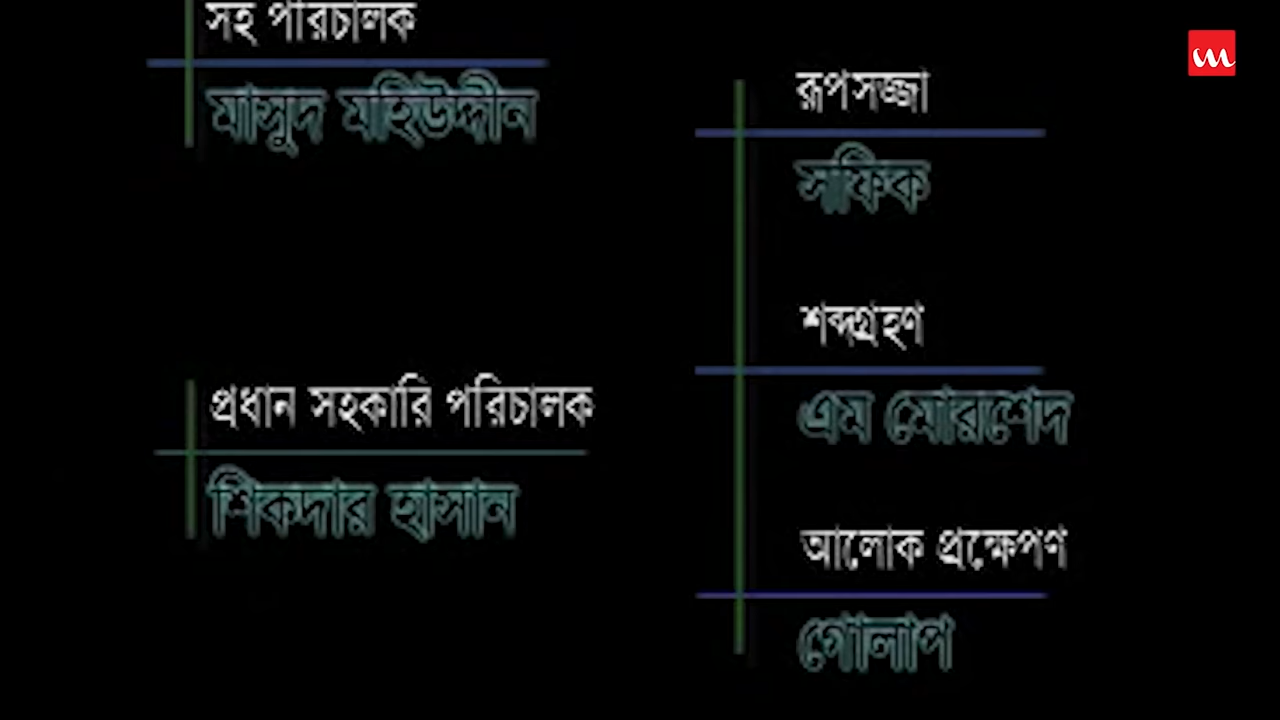 সহ পরিচালক
মাসুদ মহিউদ্দীন
প্রধান সহকারি পরিচালক
শিকদার হাসান
রূপসজ্জা
সফিক
শব্দগ্রহণ
এম মোরশেদ
আলোক প্রক্ষেপণ
গোলাপ